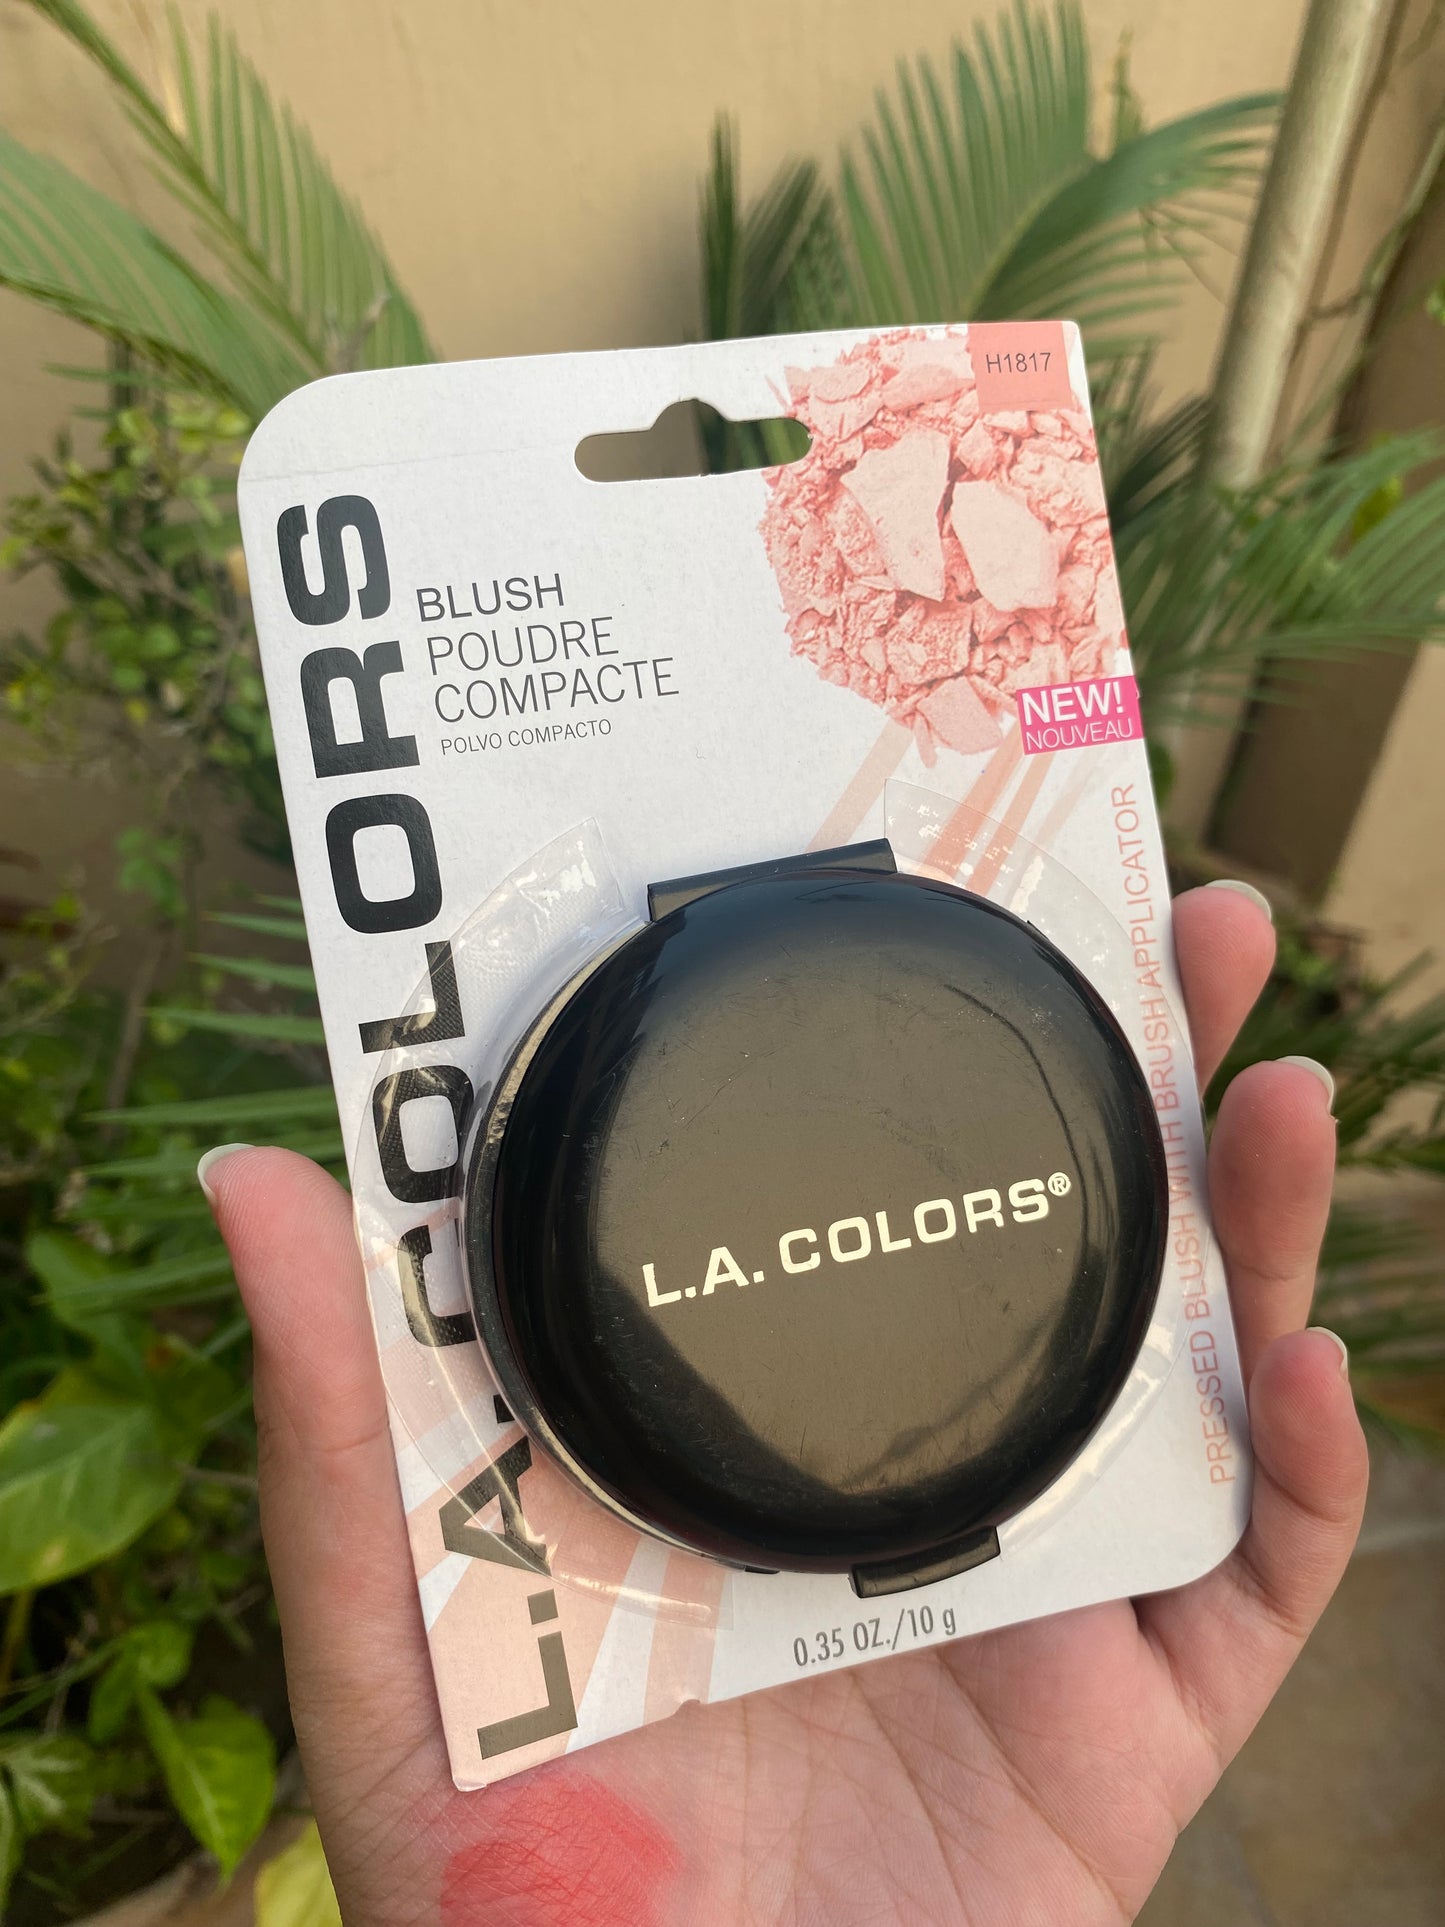 H1817
BLUSH
POUDRE
COMPACTE
POLVO COMPACTO
NEW!
NOUVEAU
L.A. COLORS
PRESSED BLUSH WITH BRUSH APPLICATOR
L.A. COLORS®
0.35 OZ./10 g